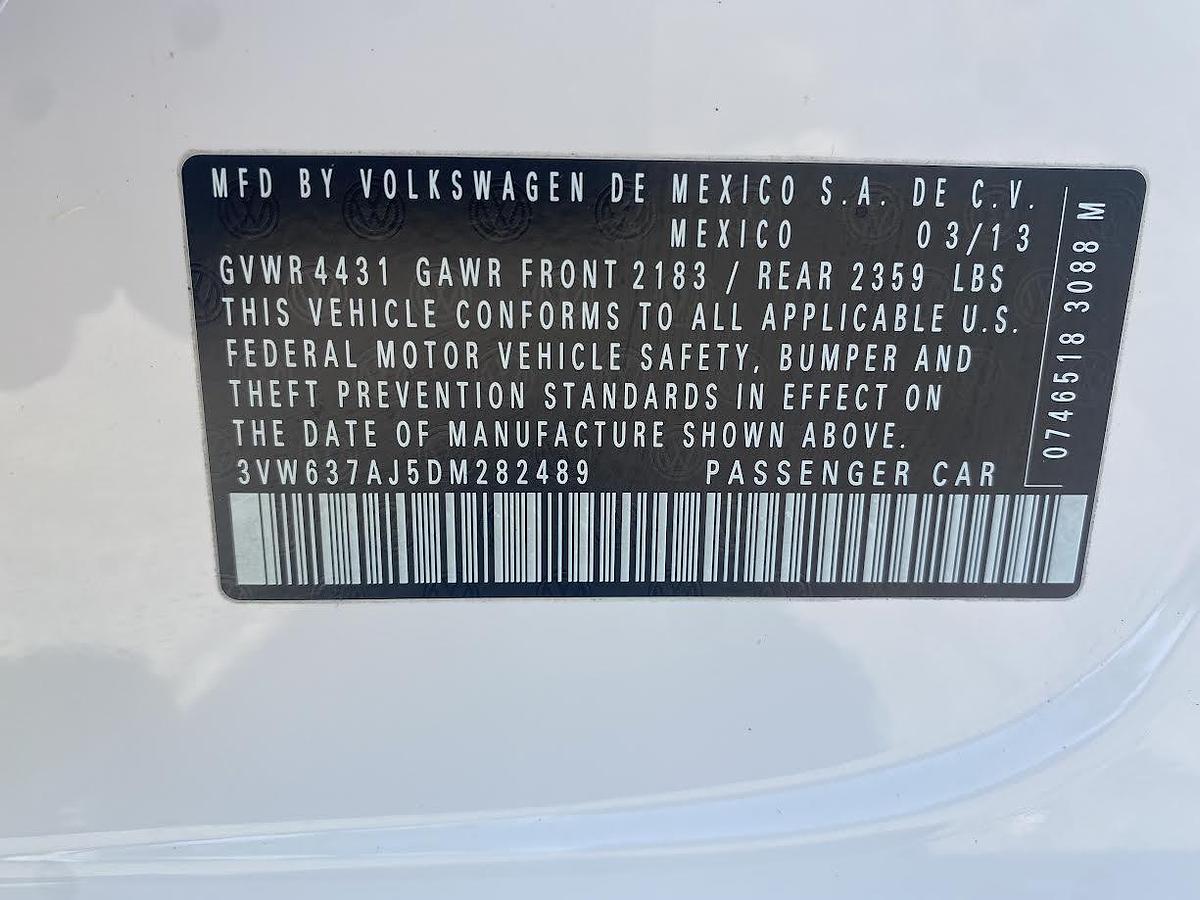 MFD BY VOLKSWAGEN DE MEXICO S.A. DE C.V.
MEXICO 03/13
GVWR 4431 GAWR FRONT 2183 / REAR 2359 LBS
THIS VEHICLE CONFORMS TO ALL APPLICABLE U.S.
FEDERAL MOTOR VEHICLE SAFETY, BUMPER AND
THEFT PREVENTION STANDARDS IN EFFECT ON
THE DATE OF MANUFACTURE SHOWN ABOVE.
3VW637AJ5DM282489 PASSENGER CAR
0746518 3088 M